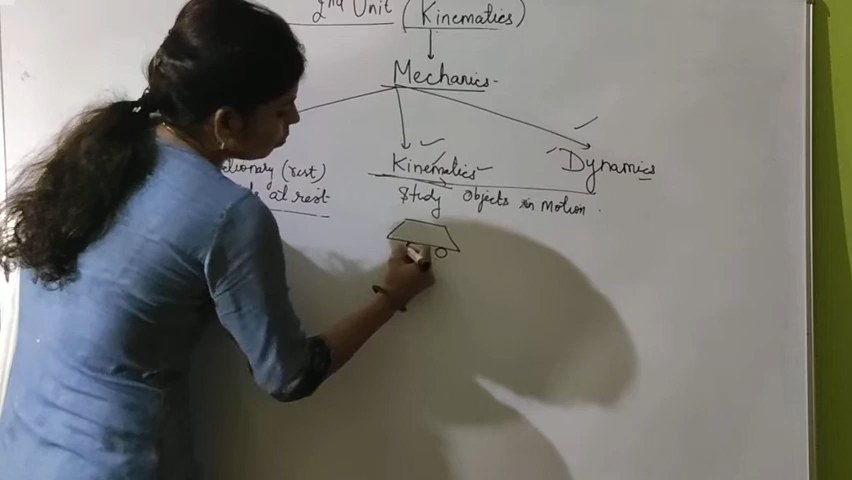 2nd Unit (Kinematics)
Mechanics
(rest) Kinematics Dynamics
at rest Study Objects in Motion.